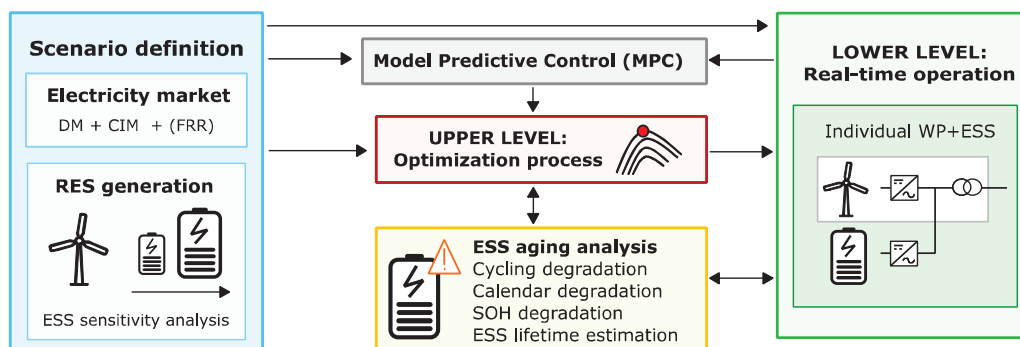 Scenario definition
Electricity market
DM + CIM + (FRR)
RES generation
ESS sensitivity analysis
Model Predictive Control (MPC)
UPPER LEVEL:
Optimization process
ESS aging analysis
Cycling degradation
Calendar degradation
SOH degradation
ESS lifetime estimation
LOWER LEVEL:
Real-time operation
Individual WP+ESS